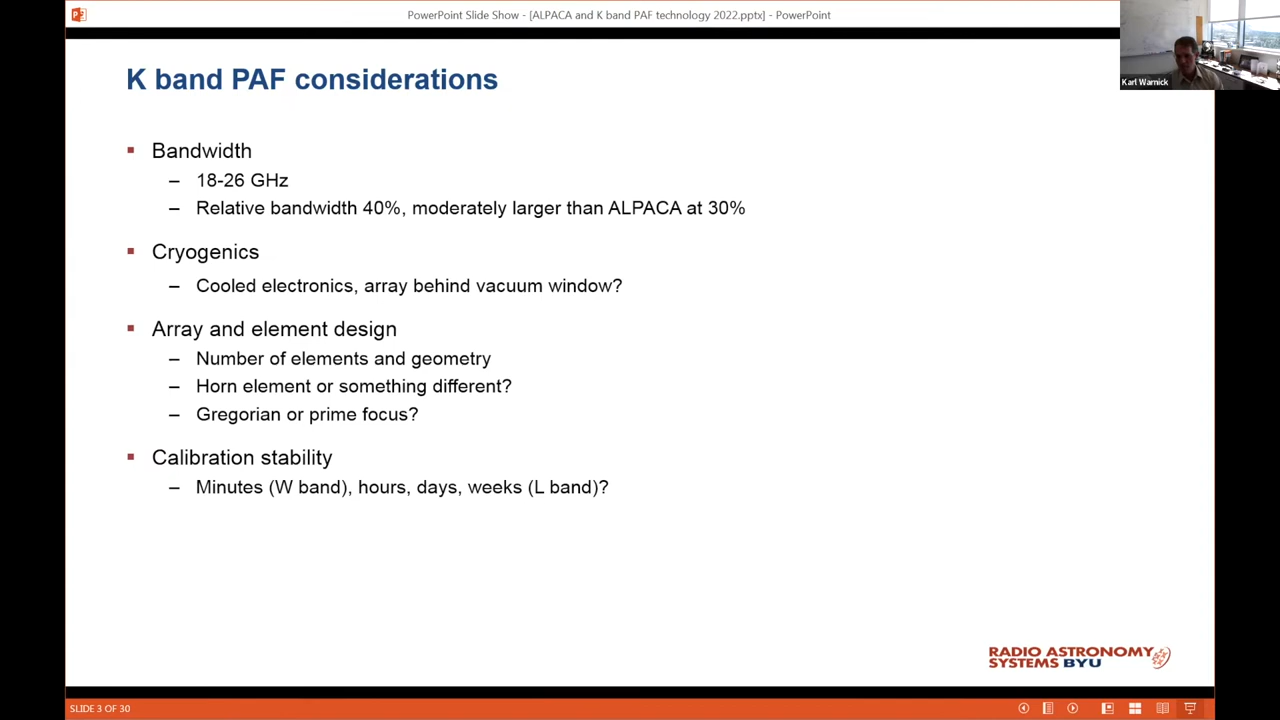 PowerPoint Slide Show - [ALPACA and K band PAF technology 2022.pptx] - PowerPoint
Karl Warnick
K band PAF considerations
▪ Bandwidth
– 18-26 GHz
– Relative bandwidth 40%, moderately larger than ALPACA at 30%
▪ Cryogenics
– Cooled electronics, array behind vacuum window?
▪ Array and element design
– Number of elements and geometry
– Horn element or something different?
– Gregorian or prime focus?
▪ Calibration stability
– Minutes (W band), hours, days, weeks (L band)?
RADIO ASTRONOMY
SYSTEMS BYU
SLIDE 3 OF 30